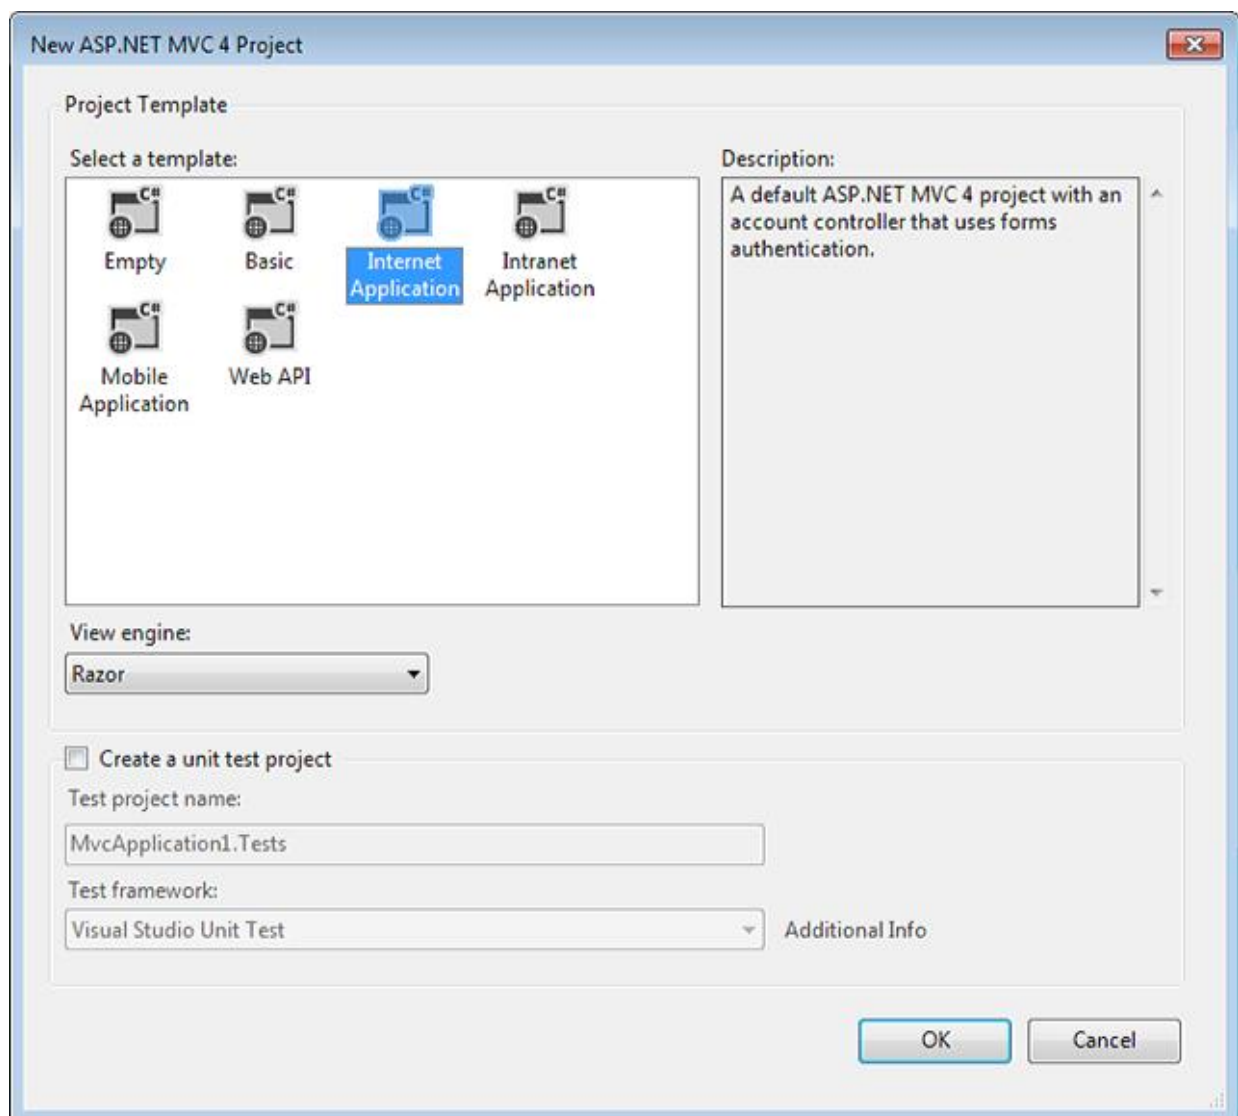 New ASP.NET MVC 4 Project
Project Template
Select a template:
C# C# C# C#
Empty Basic Internet Application Intranet Application
C# C#
Mobile Application Web API
Description:
A default ASP.NET MVC 4 project with an
account controller that uses forms
authentication.
View engine:
Razor
Create a unit test project
Test project name:
MvcApplication1.Tests
Test framework:
Visual Studio Unit Test
Additional Info
OK Cancel